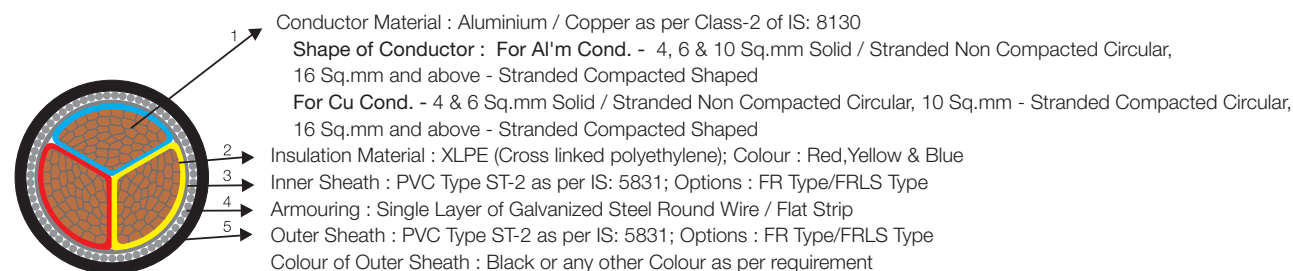 1 Conductor Material : Aluminium / Copper as per Class-2 of IS: 8130
Shape of Conductor : For Al'm Cond. - 4, 6 & 10 Sq.mm Solid / Stranded Non Compacted Circular,
16 Sq.mm and above - Stranded Compacted Shaped
For Cu Cond. - 4 & 6 Sq.mm Solid / Stranded Non Compacted Circular, 10 Sq.mm - Stranded Compacted Circular,
16 Sq.mm and above - Stranded Compacted Shaped
2 Insulation Material : XLPE (Cross linked polyethylene); Colour : Red,Yellow & Blue
3 Inner Sheath : PVC Type ST-2 as per IS: 5831; Options : FR Type/FRLS Type
4 Armouring : Single Layer of Galvanized Steel Round Wire / Flat Strip
5 Outer Sheath : PVC Type ST-2 as per IS: 5831; Options : FR Type/FRLS Type
Colour of Outer Sheath : Black or any other Colour as per requirement